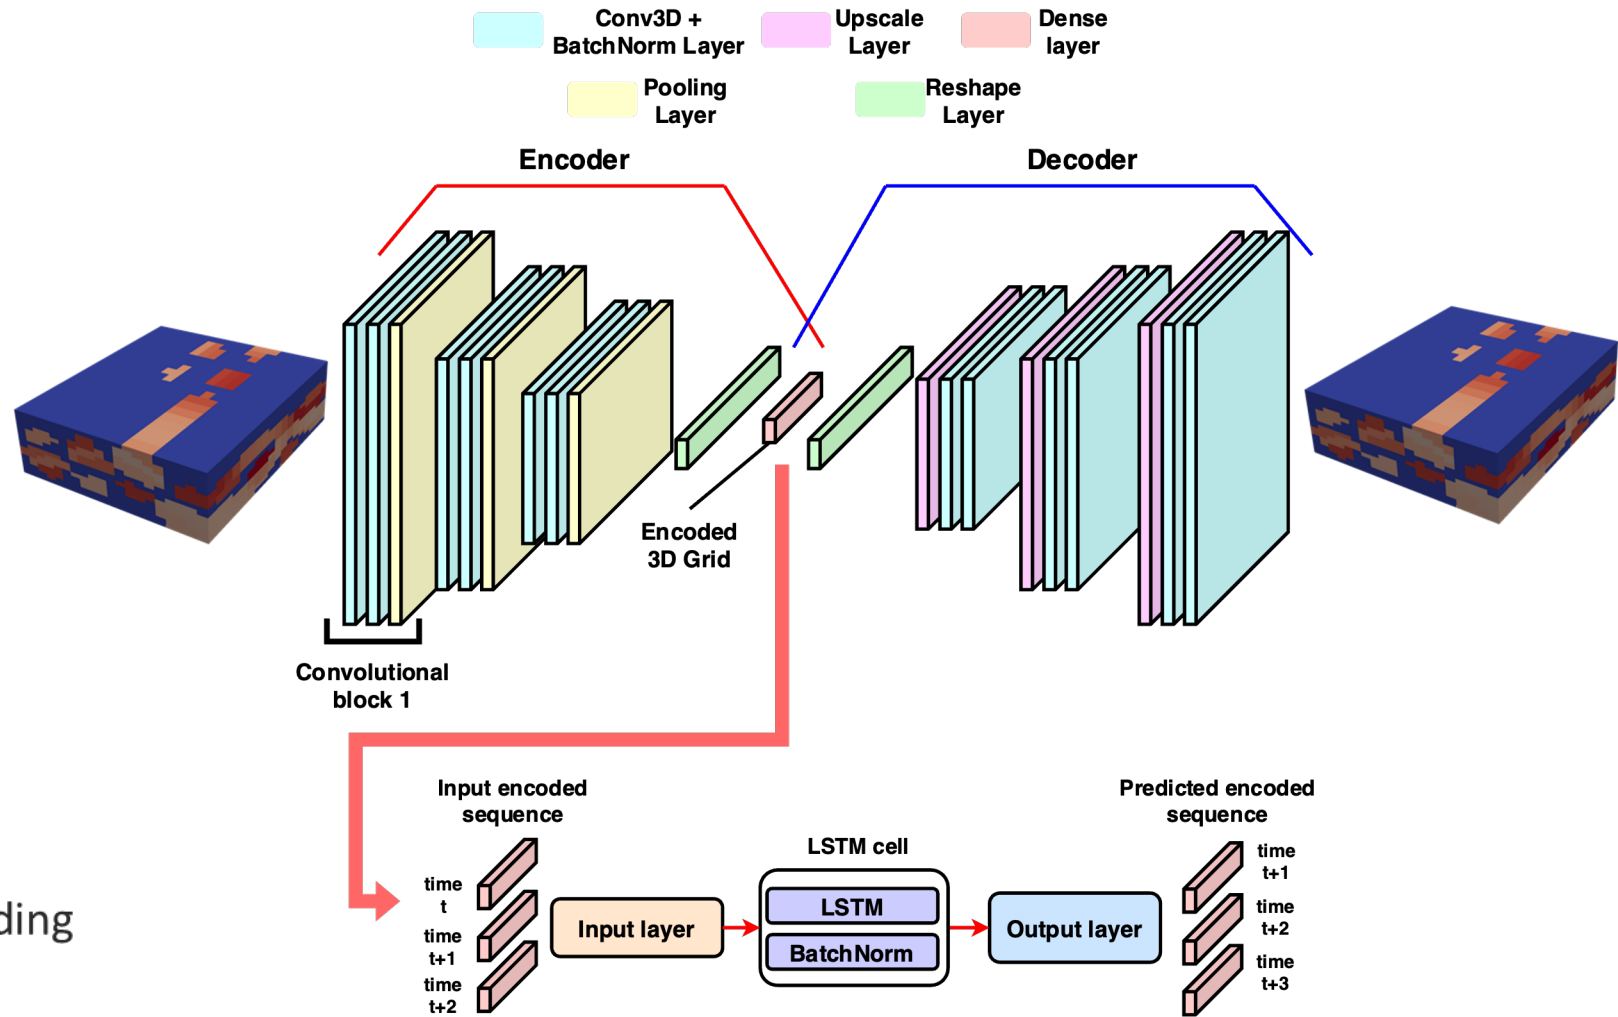 Conv3D +
BatchNorm Layer
Upscale
Layer
Dense
layer
Pooling
Layer
Reshape
Layer
Encoder
Decoder
Encoded
3D Grid
Convolutional
block 1
Input encoded
sequence
Predicted encoded
sequence
LSTM cell
time
t
time
t+1
time
t+2
Input layer
LSTM
BatchNorm
Output layer
time
t+1
time
t+2
time
t+3
ding